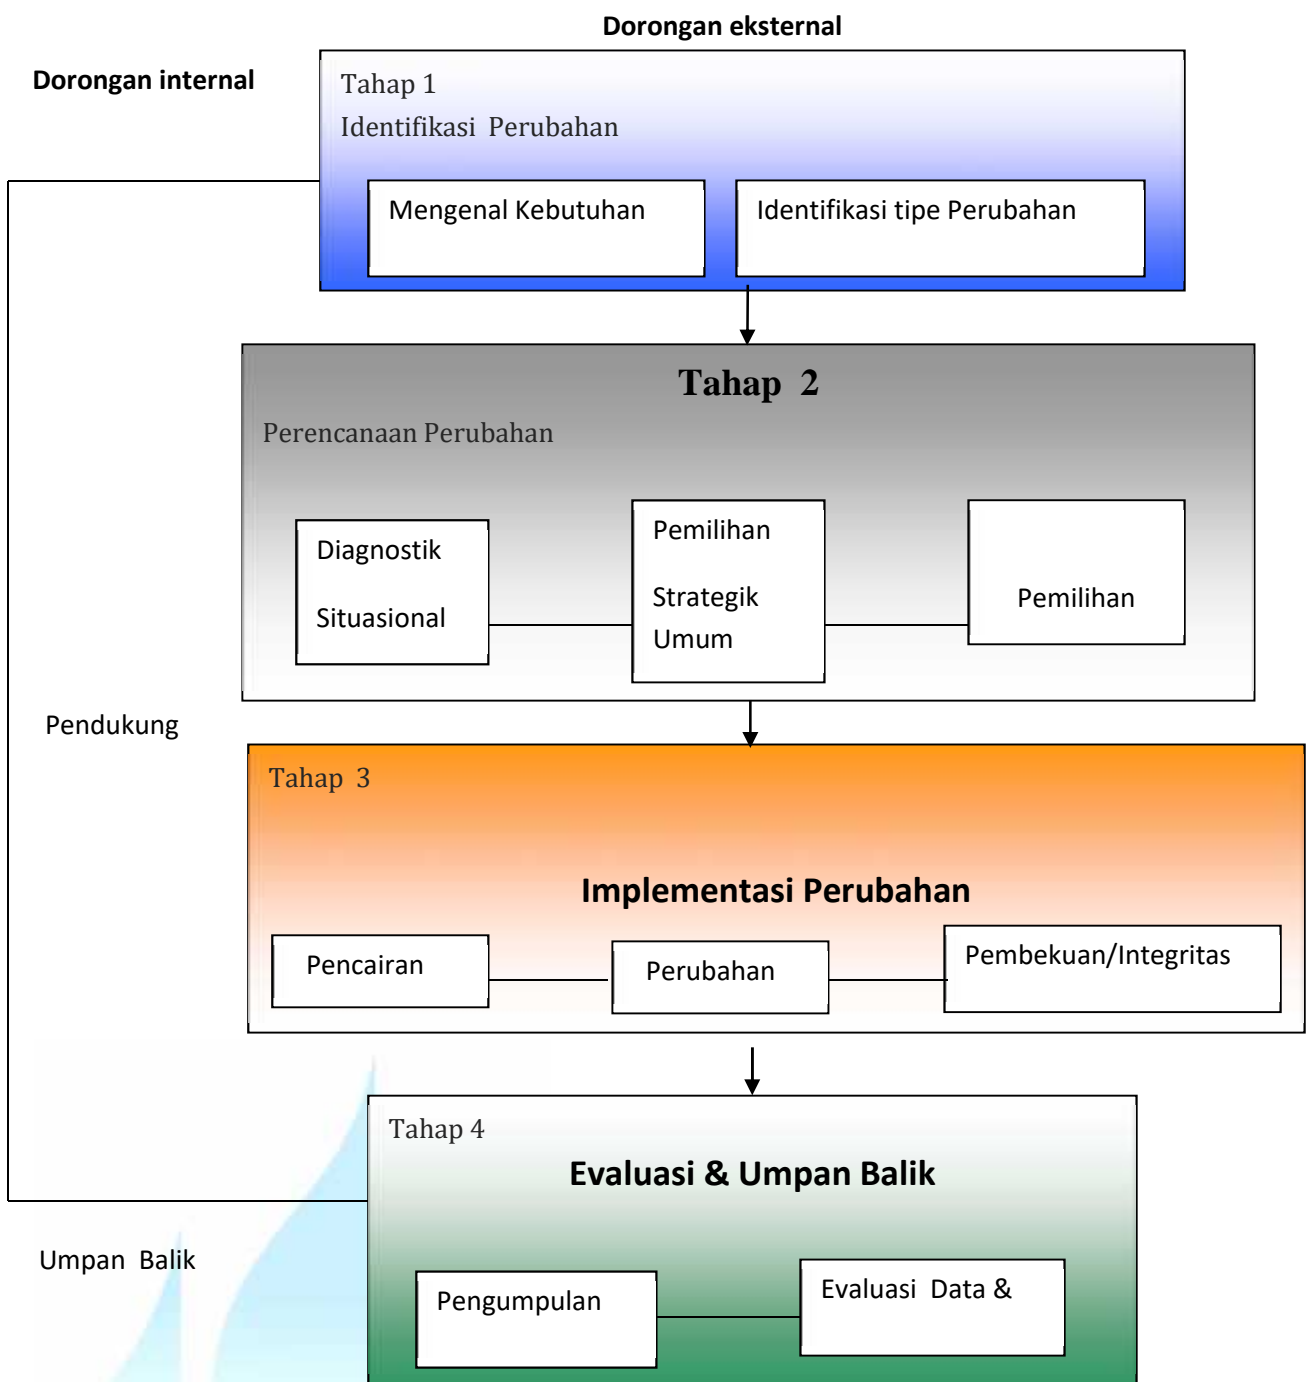 Dorongan eksternal
Dorongan internal
Tahap 1
Identifikasi Perubahan
Mengenal Kebutuhan
Identifikasi tipe Perubahan
Tahap 2
Perencanaan Perubahan
Diagnostik
Situasional
Pemilihan
Strategik
Umum
Pemilihan
Pendukung
Tahap 3
Implementasi Perubahan
Pencairan
Perubahan
Pembekuan/Integritas
Tahap 4
Evaluasi & Umpan Balik
Umpan Balik
Pengumpulan
Evaluasi Data &